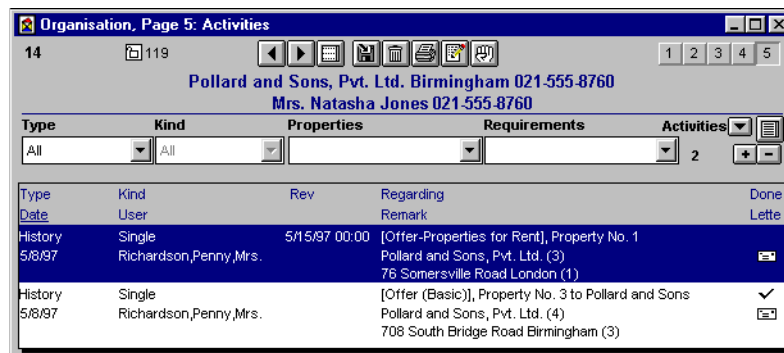 Organisation, Page 5: Activities
14 119 1 2 3 4 5
Pollard and Sons, Pvt. Ltd. Birmingham 021-555-8760
Mrs. Natasha Jones 021-555-8760
Type Kind Properties Requirements Activities
All All 2 + -
Type Kind Rev Regarding Done
Date User Remark Lette
History Single 5/15/97 00:00 [Offer-Properties for Rent], Property No. 1
5/8/97 Richardson,Penny,Mrs. Pollard and Sons, Pvt. Ltd. (3)
76 Somersville Road London (1)
History Single [Offer (Basic)], Property No. 3 to Pollard and Sons
5/8/97 Richardson,Penny,Mrs. Pollard and Sons, Pvt. Ltd. (4)
708 South Bridge Road Birmingham (3)